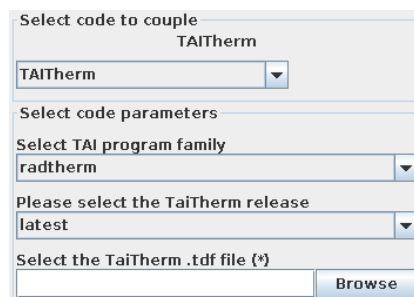 Select code to couple
TAITherm
TAITherm
Select code parameters
Select TAI program family
radtherm
Please select the TaiTherm release
latest
Select the TaiTherm .tdf file (*)
Browse